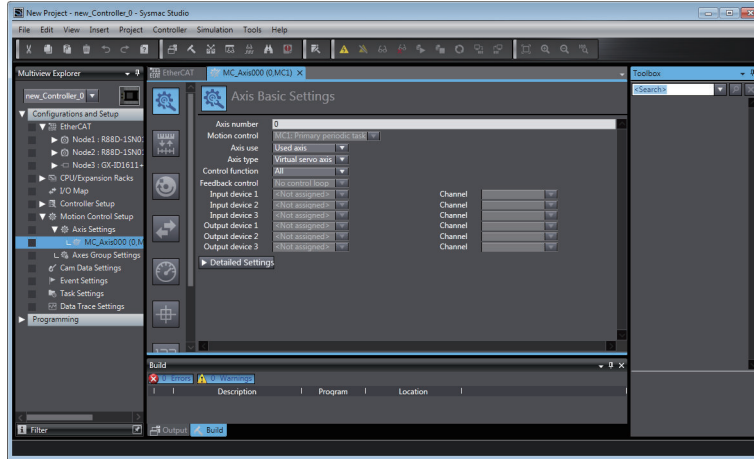 New Project - new_Controller_0 - Sysmac Studio
File Edit View Insert Project Controller Simulation Tools Help
Multiview Explorer
new_Controller_0
Configurations and Setup
EtherCAT
Node1 : R88D-1SN0
Node2 : R88D-1SN0
Node3 : GX-ID1611
CPU/Expansion Racks
I/O Map
Controller Setup
Motion Control Setup
Axis Settings
MC_Axis000 (0,M
Axes Group Settings
Cam Data Settings
Event Settings
Task Settings
Data Trace Settings
Programming
Filter
EtherCAT
MC_Axis000 (0,MC1)
Axis Basic Settings
Axis number 0
Motion control MC1: Primary periodic task
Axis use Used axis
Axis type Virtual servo axis
Control function All
Feedback control No control loop
Input device 1 <Not assigned> Channel
Input device 2 <Not assigned> Channel
Input device 3 <Not assigned> Channel
Output device 1 <Not assigned> Channel
Output device 2 <Not assigned> Channel
Output device 3 <Not assigned> Channel
Detailed Settings
Build
0 Errors 0 Warnings
Description Program Location
Output Build
Toolbox
<Search>